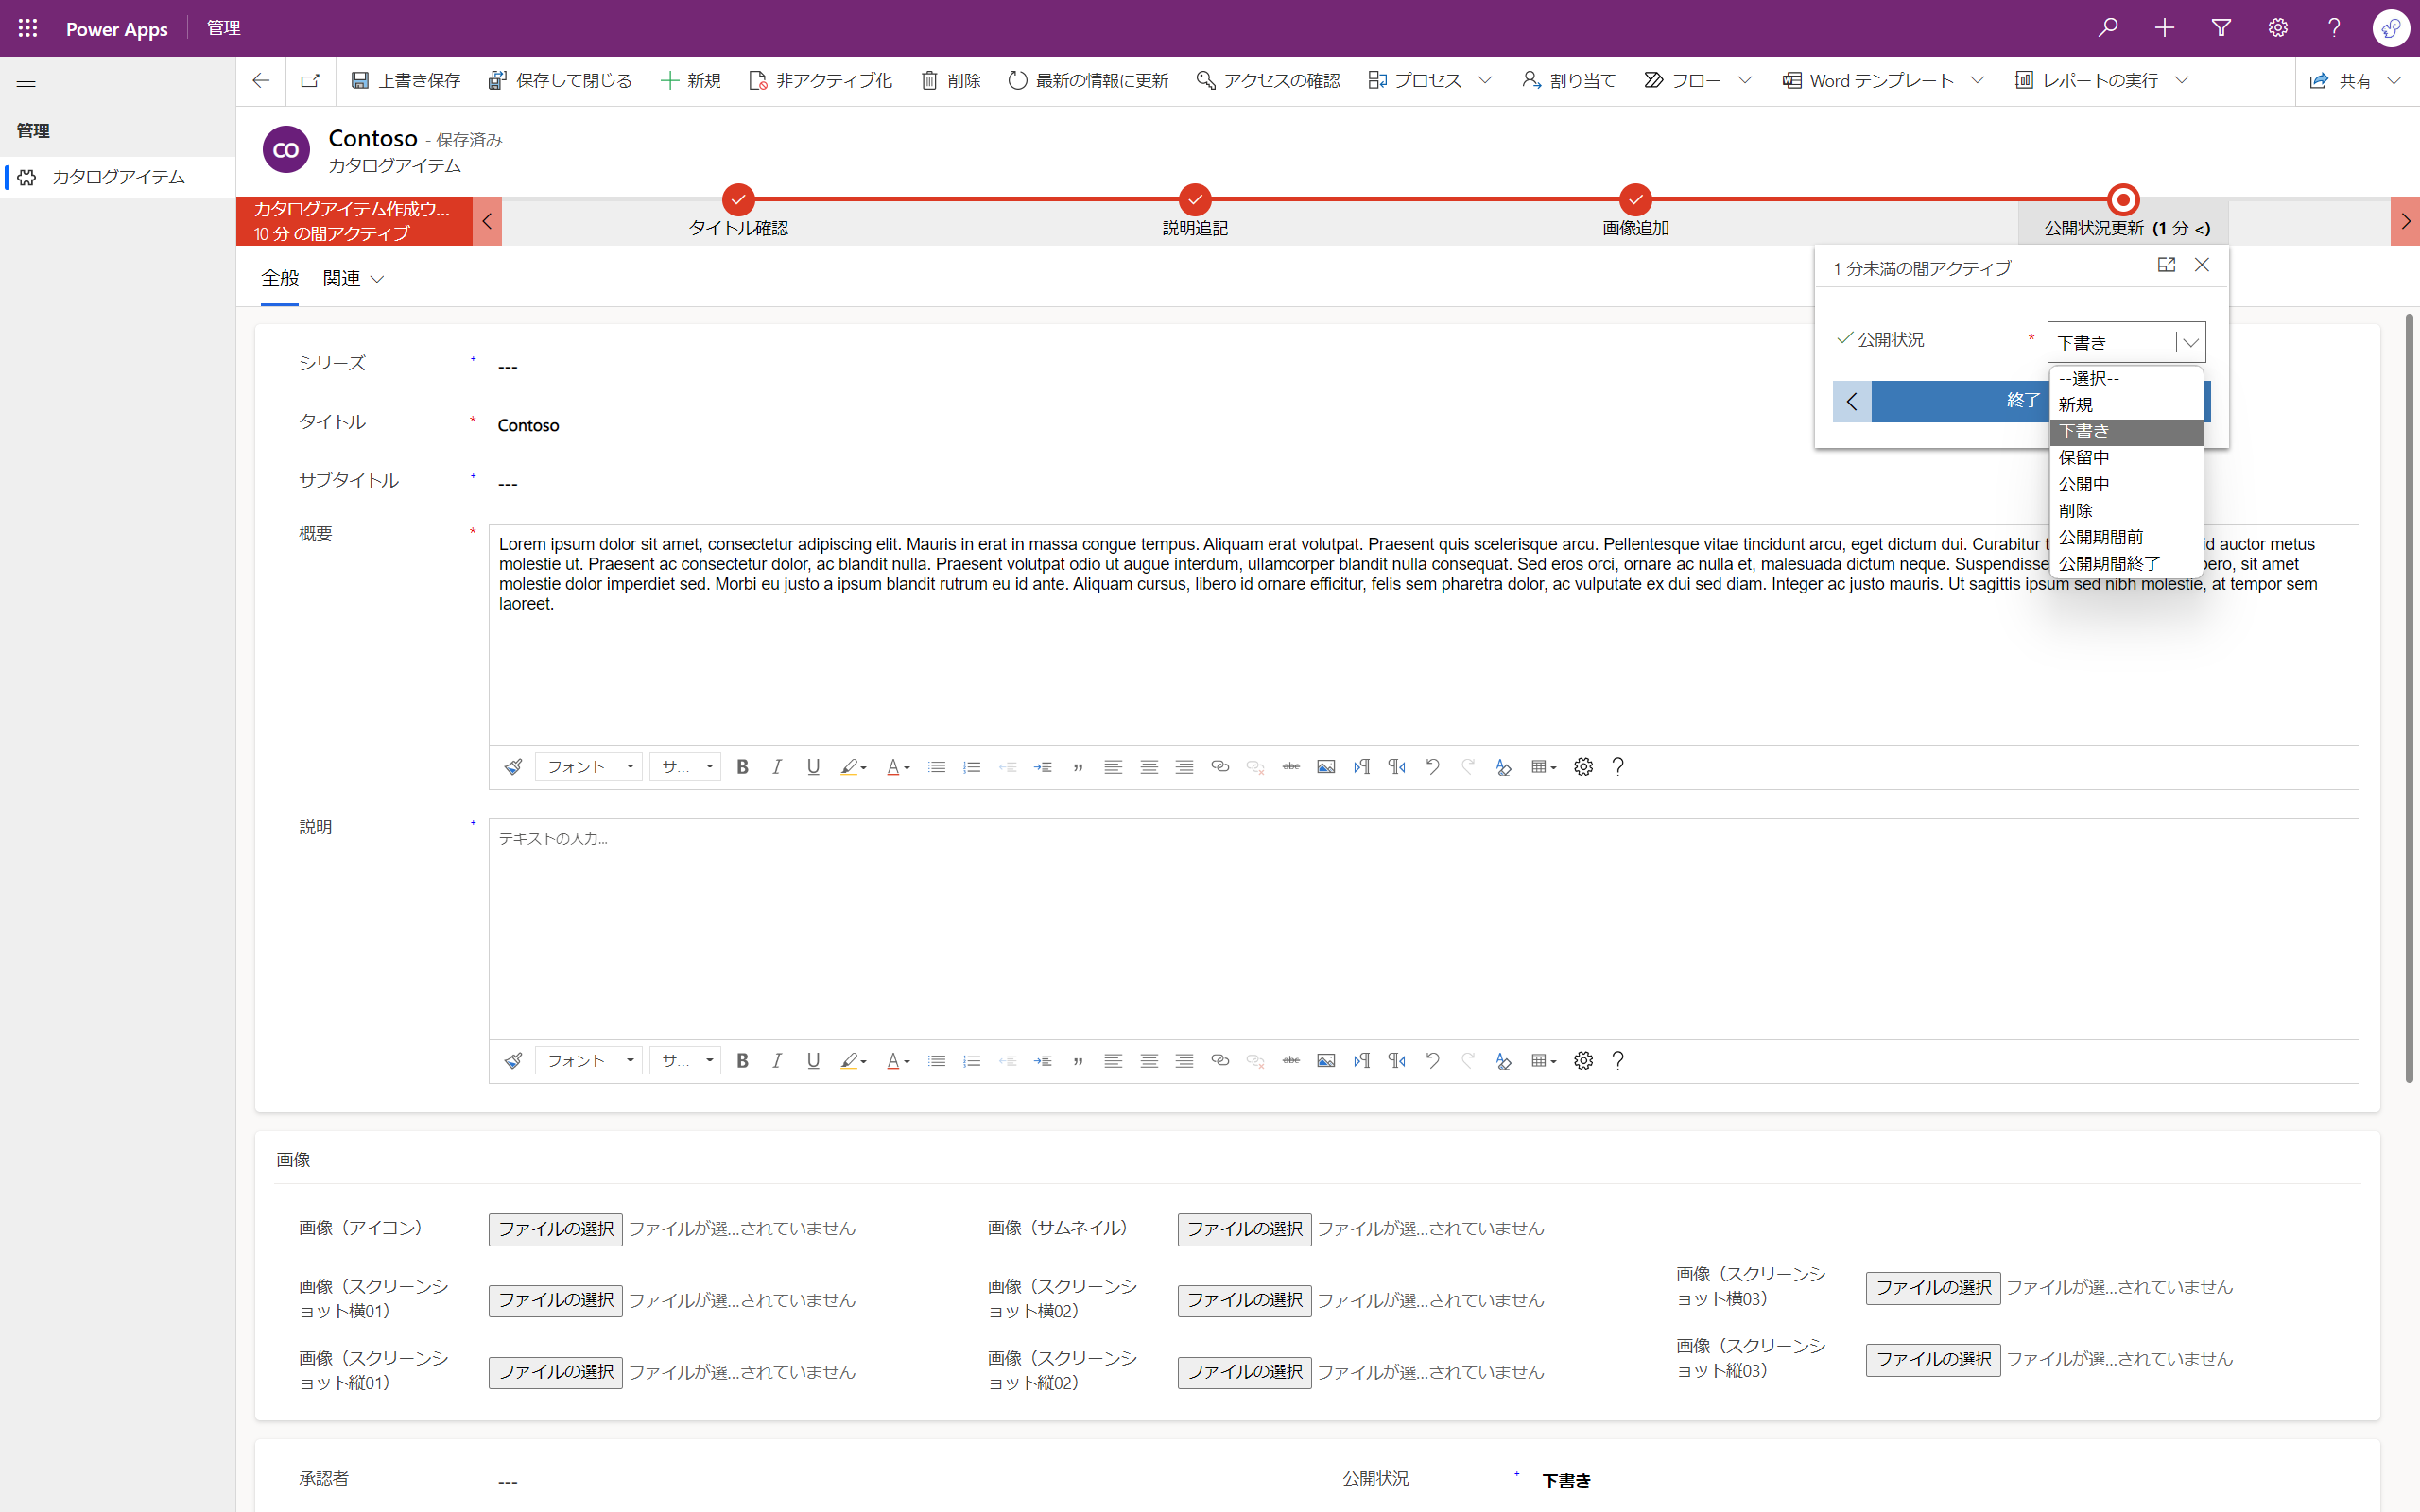 Power Apps 管理
上書き保存 保存して閉じる 新規 非アクティブ化 削除 最新の情報に更新 アクセスの確認 プロセス 割り当て フロー Word テンプレート レポートの実行 共有
管理
カタログアイテム
CO
Contoso - 保存済み
カタログアイテム
カタログアイテム作成ウ...
10 分 の間アクティブ
タイトル確認
説明追記
画像追加
公開状況更新 (1 分 <)
全般 関連
1 分未満の間アクティブ
公開状況 * 下書き
終了
--選択--
新規
下書き
保留中
公開中
削除
公開期間前
公開期間終了
シリーズ + ---
タイトル * Contoso
サブタイトル + ---
概要 *
Lorem ipsum dolor sit amet, consectetur adipiscing elit. Mauris in erat in massa congue tempus. Aliquam erat volutpat. Praesent quis scelerisque arcu. Pellentesque vitae tincidunt arcu, eget dictum dui. Curabitur id auctor metus
molestie ut. Praesent ac consectetur dolor, ac blandit nulla. Praesent volutpat odio ut augue interdum, ullamcorper blandit nulla consequat. Sed eros orci, ornare ac nulla et, malesuada dictum neque. Suspendisse sit amet
molestie dolor imperdiet sed. Morbi eu justo a ipsum blandit rutrum eu id ante. Aliquam cursus, libero id ornare efficitur, felis sem pharetra dolor, ac vulputate ex dui sed diam. Integer ac justo mauris. Ut sagittis ipsum sed nibh molestie, at tempor sem
laoreet.
フォント サ... B I U A abc ?
説明 +
テキストの入力...
フォント サ... B I U A abc ?
画像
画像（アイコン） ファイルの選択 ファイルが選...されていません
画像（サムネイル） ファイルの選択 ファイルが選...されていません
画像（スクリーンシ
ョット横01） ファイルの選択 ファイルが選...されていません
画像（スクリーンシ
ョット横02） ファイルの選択 ファイルが選...されていません
画像（スクリーンシ
ョット横03） ファイルの選択 ファイルが選...されていません
画像（スクリーンシ
ョット縦01） ファイルの選択 ファイルが選...されていません
画像（スクリーンシ
ョット縦02） ファイルの選択 ファイルが選...されていません
画像（スクリーンシ
ョット縦03） ファイルの選択 ファイルが選...されていません
承認者 ---
公開状況 + 下書き